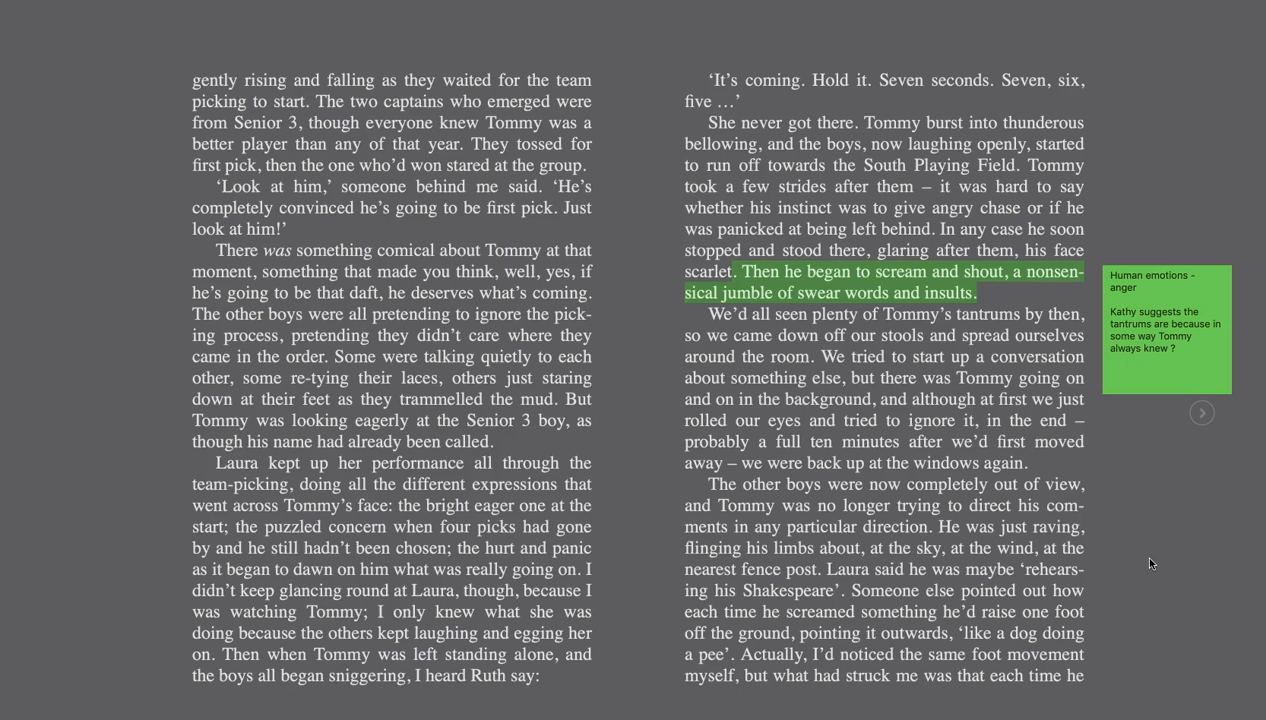 gently rising and falling as they waited for the team
picking to start. The two captains who emerged were
from Senior 3, though everyone knew Tommy was a
better player than any of that year. They tossed for
first pick, then the one who’d won stared at the group.
‘Look at him,’ someone behind me said. ‘He’s
completely convinced he’s going to be first pick. Just
look at him!’
There was something comical about Tommy at that
moment, something that made you think, well, yes, if
he’s going to be that daft, he deserves what’s coming.
The other boys were all pretending to ignore the pick-
ing process, pretending they didn’t care where they
came in the order. Some were talking quietly to each
other, some re-tying their laces, others just staring
down at their feet as they trammelled the mud. But
Tommy was looking eagerly at the Senior 3 boy, as
though his name had already been called.
Laura kept up her performance all through the
team-picking, doing all the different expressions that
went across Tommy’s face: the bright eager one at the
start; the puzzled concern when four picks had gone
by and he still hadn’t been chosen; the hurt and panic
as it began to dawn on him what was really going on. I
didn’t keep glancing round at Laura, though, because I
was watching Tommy; I only knew what she was
doing because the others kept laughing and egging her
on. Then when Tommy was left standing alone, and
the boys all began sniggering, I heard Ruth say:
‘It’s coming. Hold it. Seven seconds. Seven, six,
five …’
She never got there. Tommy burst into thunderous
bellowing, and the boys, now laughing openly, started
to run off towards the South Playing Field. Tommy
took a few strides after them – it was hard to say
whether his instinct was to give angry chase or if he
was panicked at being left behind. In any case he soon
stopped and stood there, glaring after them, his face
scarlet. Then he began to scream and shout, a nonsen-
sical jumble of swear words and insults.
We’d all seen plenty of Tommy’s tantrums by then,
so we came down off our stools and spread ourselves
around the room. We tried to start up a conversation
about something else, but there was Tommy going on
and on in the background, and although at first we just
rolled our eyes and tried to ignore it, in the end –
probably a full ten minutes after we’d first moved
away – we were back up at the windows again.
The other boys were now completely out of view,
and Tommy was no longer trying to direct his com-
ments in any particular direction. He was just raving,
flinging his limbs about, at the sky, at the wind, at the
nearest fence post. Laura said he was maybe ‘rehears-
ing his Shakespeare’. Someone else pointed out how
each time he screamed something he’d raise one foot
off the ground, pointing it outwards, ‘like a dog doing
a pee’. Actually, I’d noticed the same foot movement
myself, but what had struck me was that each time he
Human emotions -
anger
Kathy suggests the
tantrums are because in
some way Tommy
always knew ?